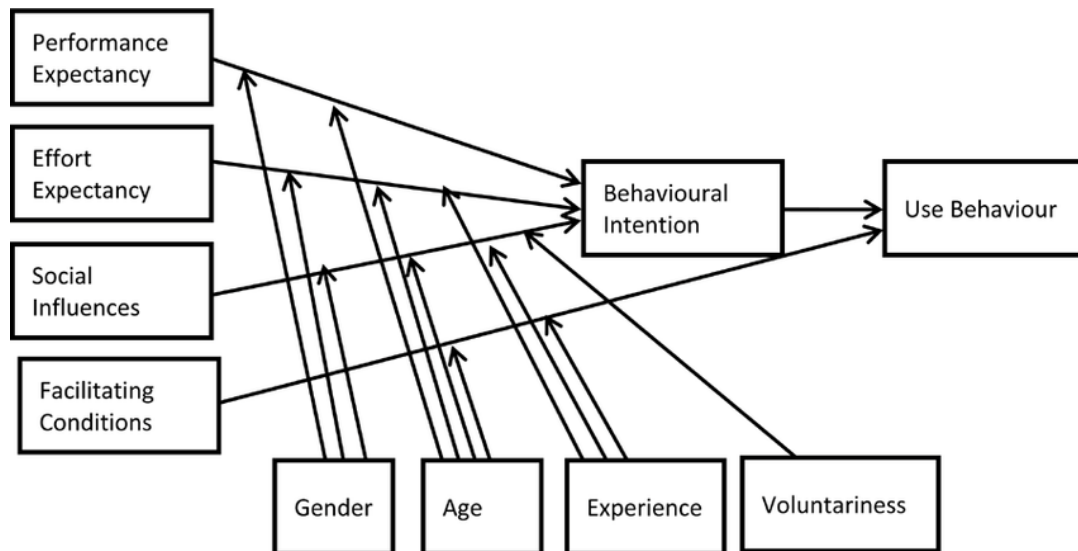 Performance
Expectancy
Effort
Expectancy
Social
Influences
Facilitating
Conditions
Behavioural
Intention
Use Behaviour
Gender
Age
Experience
Voluntariness